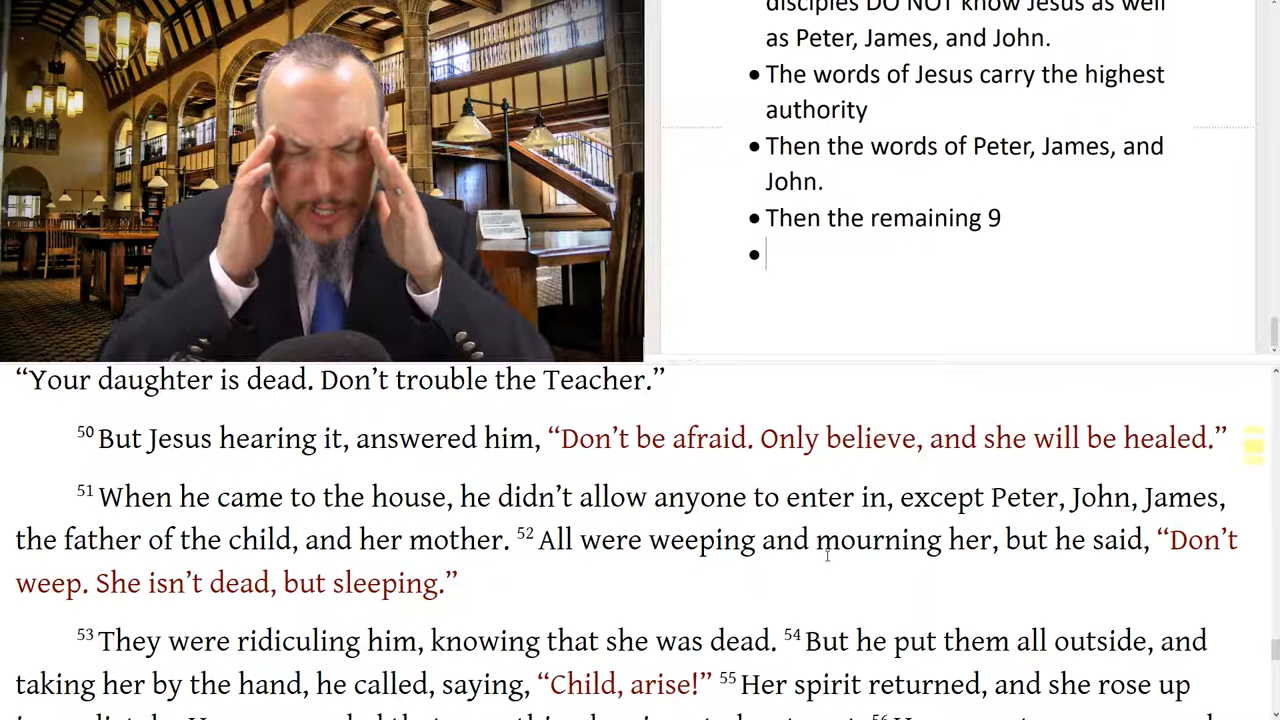 disciples DO NOT know Jesus as well
as Peter, James, and John.
• The words of Jesus carry the highest
authority
• Then the words of Peter, James, and
John.
• Then the remaining 9
•
“Your daughter is dead. Don’t trouble the Teacher.”
50 But Jesus hearing it, answered him, “Don’t be afraid. Only believe, and she will be healed.”
51 When he came to the house, he didn’t allow anyone to enter in, except Peter, John, James,
the father of the child, and her mother. 52 All were weeping and mourning her, but he said, “Don’t
weep. She isn’t dead, but sleeping.”
53 They were ridiculing him, knowing that she was dead. 54 But he put them all outside, and
taking her by the hand, he called, saying, “Child, arise!” 55 Her spirit returned, and she rose up